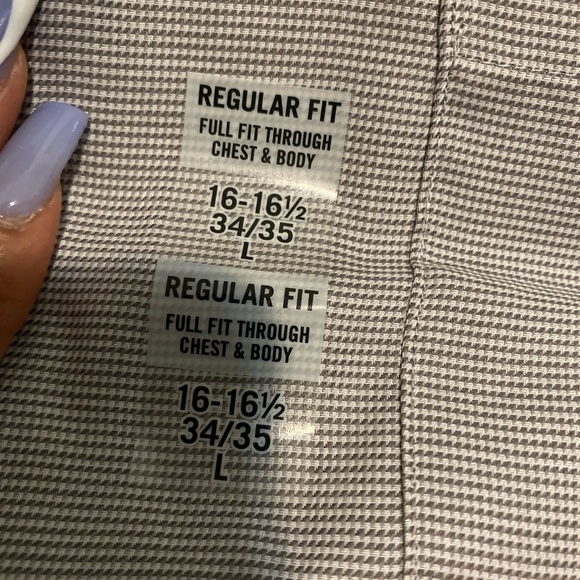 REGULAR FIT
FULL FIT THROUGH
CHEST & BODY
16-16½
34/35
L
REGULAR FIT
FULL FIT THROUGH
CHEST & BODY
16-16½
34/35
L